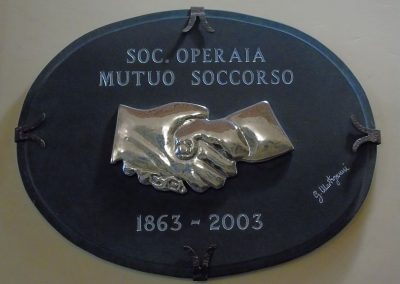 SOC. OPERAIA
MUTUO SOCCORSO
1863 - 2003